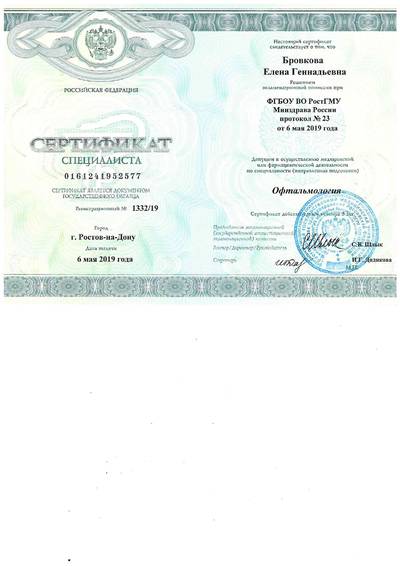 РОССИЙСКАЯ ФЕДЕРАЦИЯ
СЕРТИФИКАТ
СПЕЦИАЛИСТА
0161241952577
СЕРТИФИКАТ ЯВЛЯЕТСЯ ДОКУМЕНТОМ
ГОСУДАРСТВЕННОГО ОБРАЗЦА
Регистрационный № 1332/19
Город
г. Ростов-на-Дону
Дата выдачи
6 мая 2019 года
Настоящий сертификат
свидетельствует о том, что
Бровкова
Елена Геннадьевна
Решением
экзаменационной комиссии при
ФГБОУ ВО РостГМУ
Минздрава России
протокол № 23
от 6 мая 2019 года
Допущен к осуществлению медицинской
или фармацевтической деятельности
по специальности (направлению подготовки)
Офтальмология
Сертификат действителен в течение 5 лет
Председатель экзаменационной
комиссии
Ректор/Директор/Руководитель
С.В. Шлык
Секретарь
И.Г. Дядикова